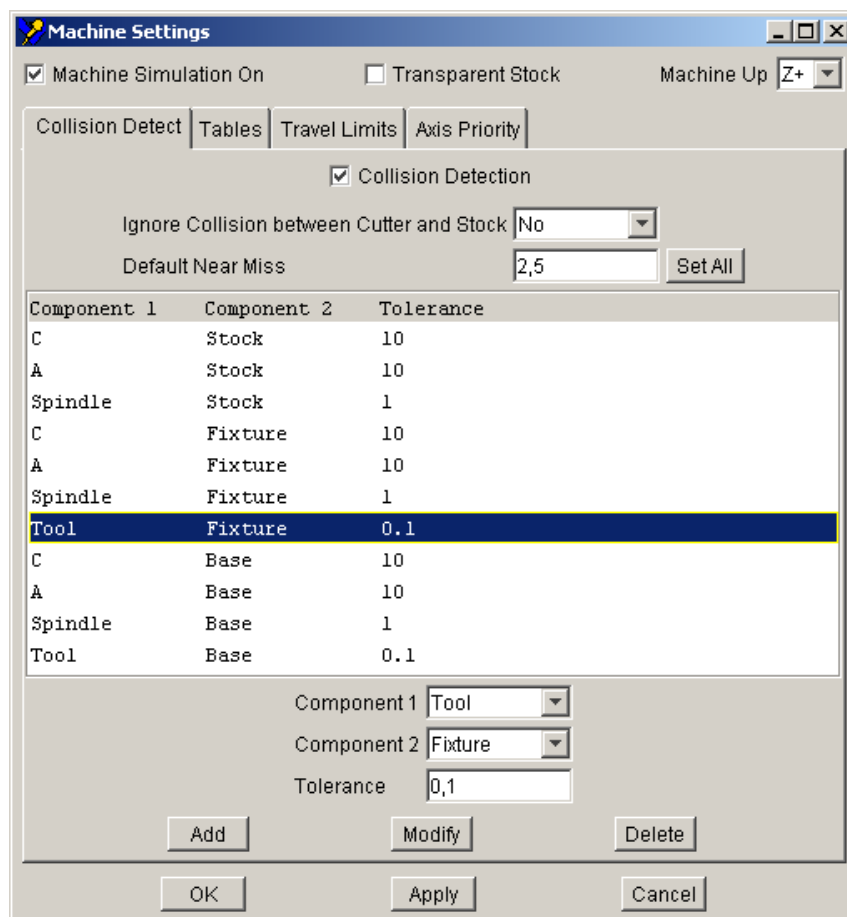 Machine Settings
Machine Simulation On Transparent Stock Machine Up Z+
Collision Detect Tables Travel Limits Axis Priority
Collision Detection
Ignore Collision between Cutter and Stock No
Default Near Miss 2,5 Set All
Component 1 Component 2 Tolerance
C Stock 10
A Stock 10
Spindle Stock 1
C Fixture 10
A Fixture 10
Spindle Fixture 1
Tool Fixture 0.1
C Base 10
A Base 10
Spindle Base 1
Tool Base 0.1
Component 1 Tool
Component 2 Fixture
Tolerance 0,1
Add Modify Delete
OK Apply Cancel